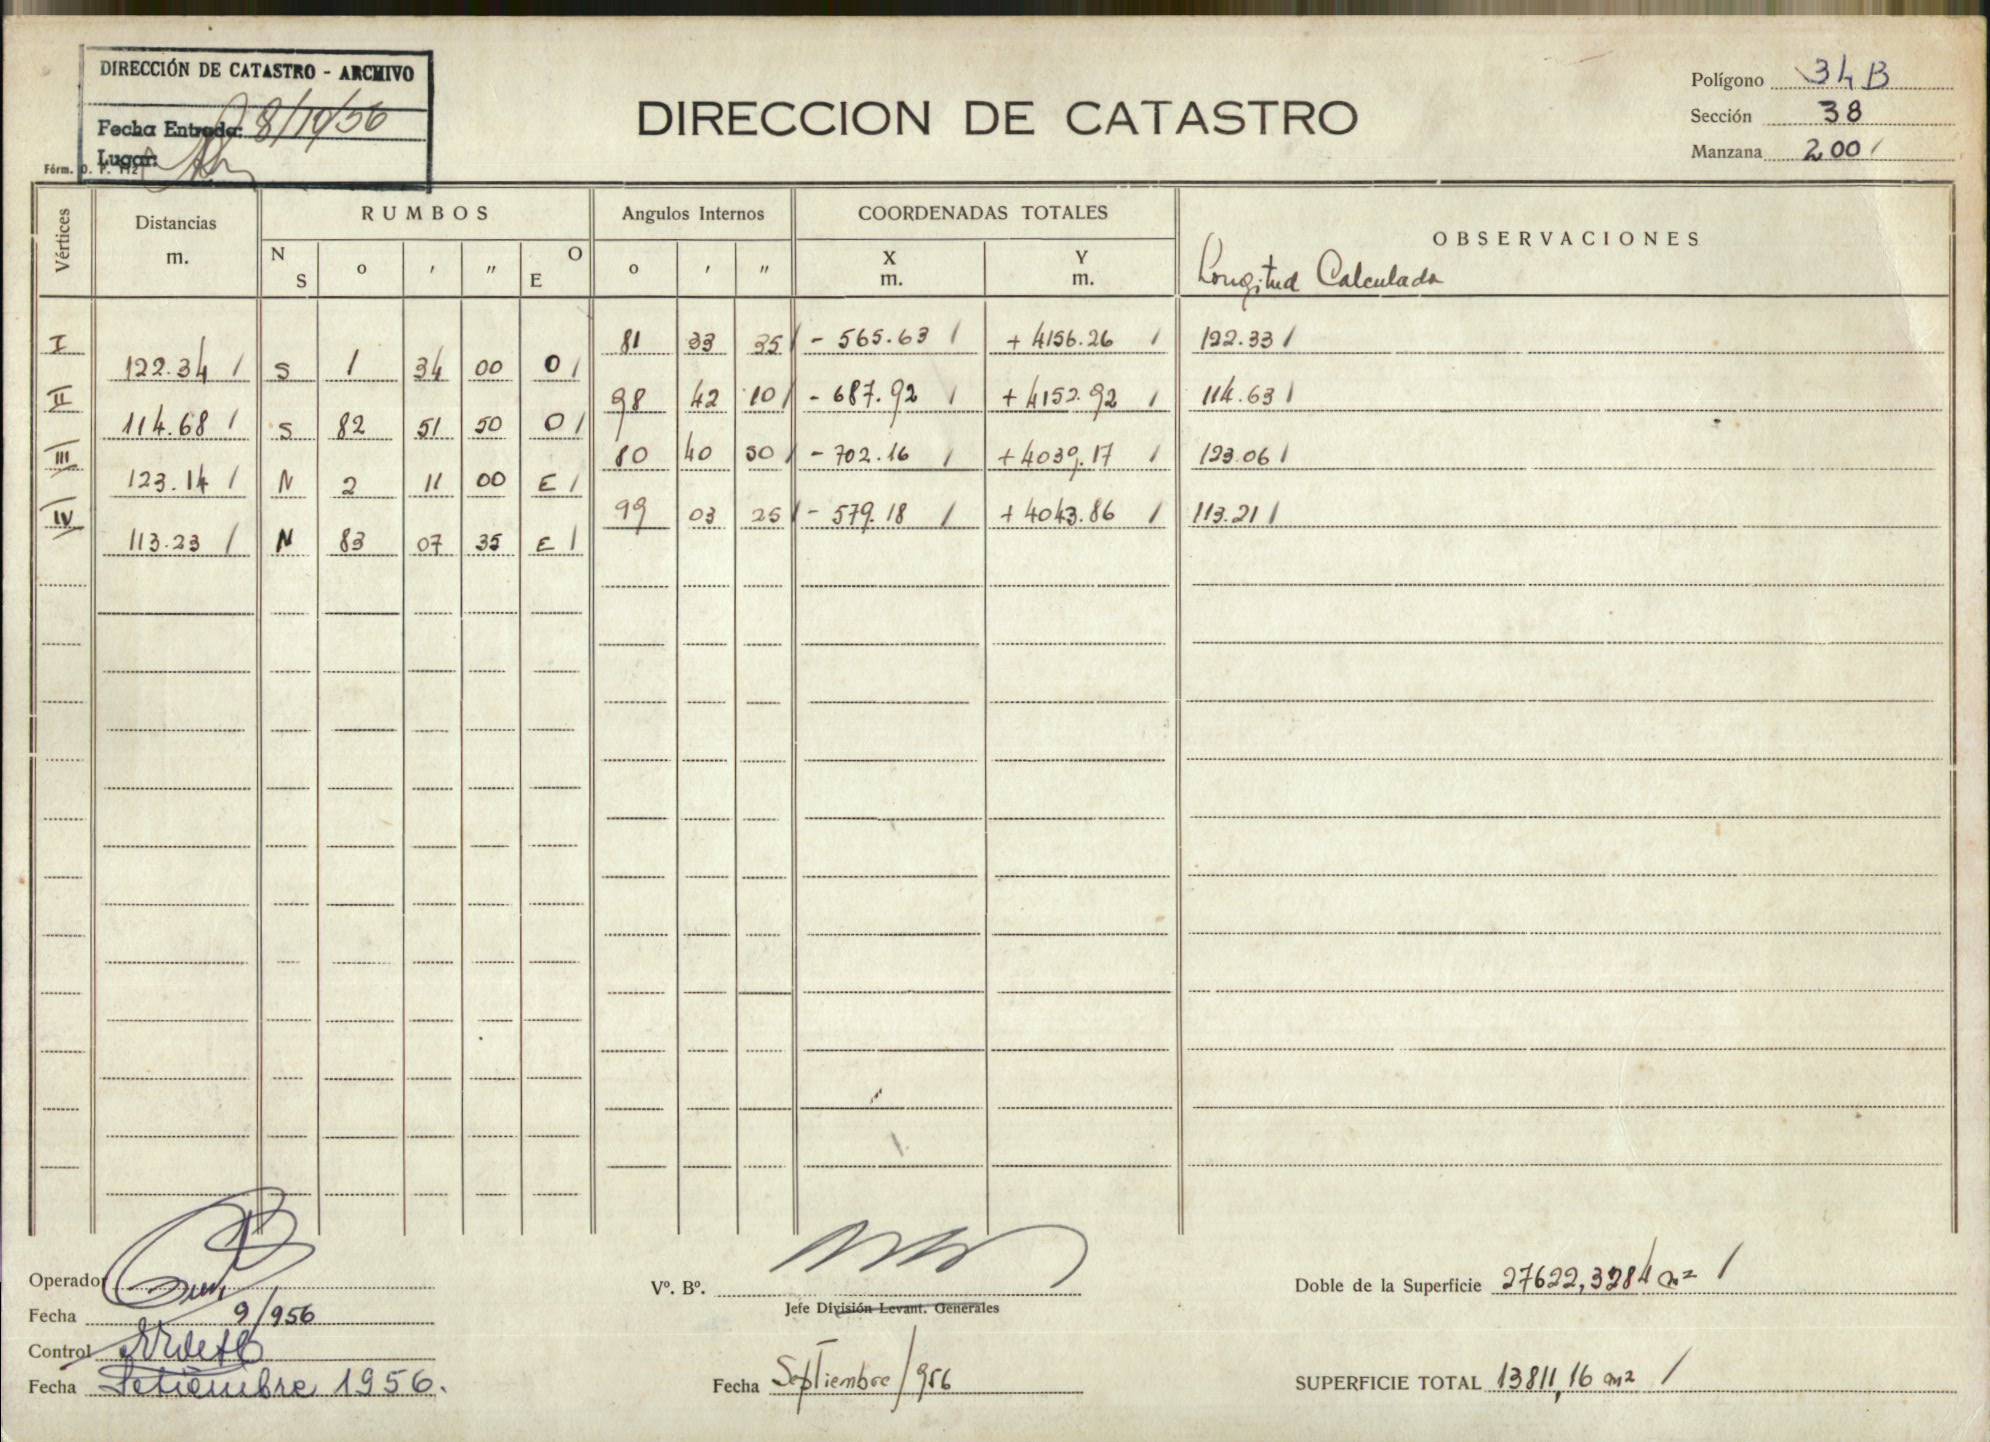 DIRECCIÓN DE CATASTRO - ARCHIVO
Fecha Entrada: 8/10/56
Lugar:
Fórm. D. P. 112
DIRECCION DE CATASTRO
Polígono 34 B
Sección 38
Manzana 200 /
Vértices
Distancias
m.
RUMBOS
N S ° ' " O E
Angulos Internos
° ' "
COORDENADAS TOTALES
X
m.
Y
m.
OBSERVACIONES
Longitud Calculada
I 81 33 35 / - 565.63 / + 4156.26 / 122.33 /
122.34 / S 1 34 00 O /
II 98 42 10 / - 687.92 / + 4152.92 / 114.63 /
114.68 / S 82 51 50 O /
III 80 40 50 / - 702.16 / + 4039.17 / 123.06 /
123.14 / N 2 11 00 E /
IV 99 03 25 / - 579.18 / + 4043.86 / 113.21 /
113.23 / N 83 07 35 E /
Operador
Fecha 9/956
Control
Fecha Setiembre 1956.
Vº. Bº.
Jefe División Levant. Generales
Fecha Septiembre/956
Doble de la Superficie 27622,3284 m² /
SUPERFICIE TOTAL 13811,16 m² /